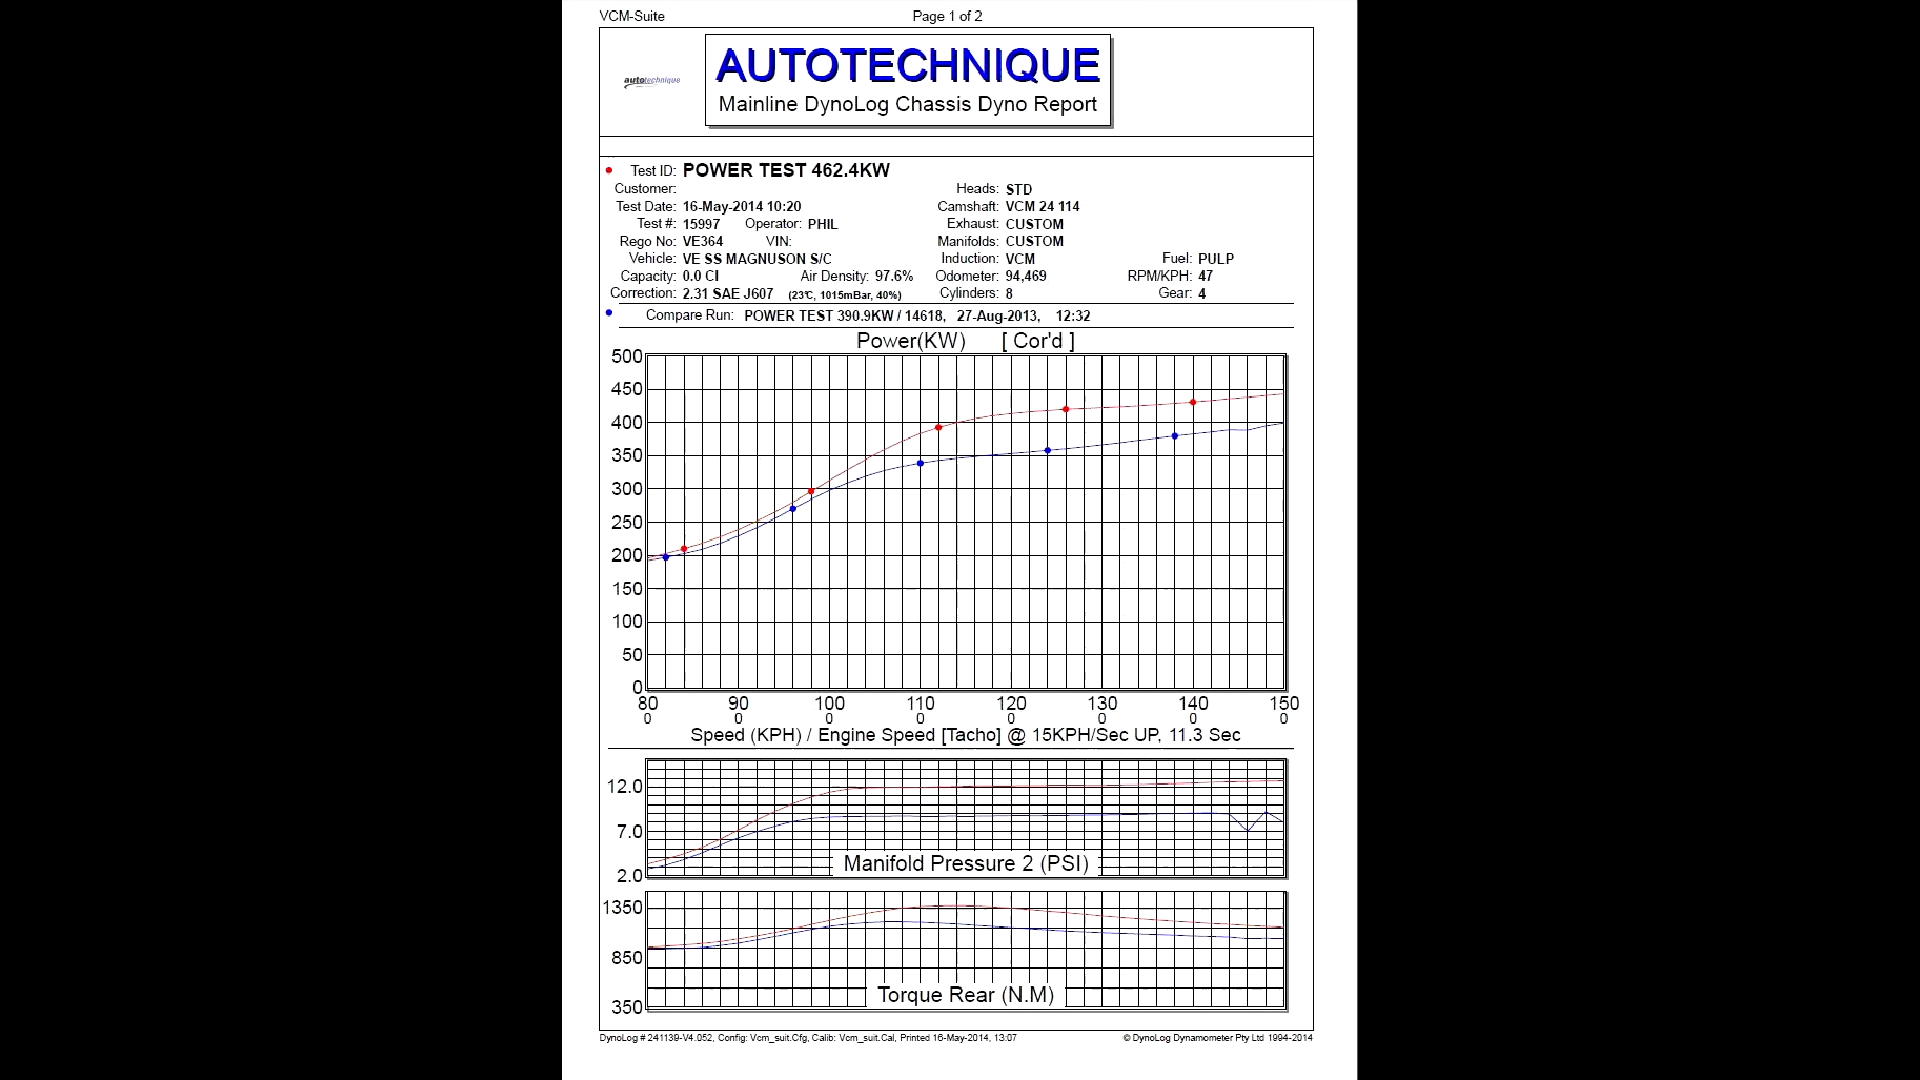 VCM-Suite Page 1 of 2
autotechnique
AUTOTECHNIQUE
Mainline DynoLog Chassis Dyno Report
Test ID: POWER TEST 462.4KW
Customer: Heads: STD
Test Date: 16-May-2014 10:20 Camshaft: VCM 24 114
Test #: 15997 Operator: PHIL Exhaust: CUSTOM
Rego No: VE364 VIN: Manifolds: CUSTOM
Vehicle: VE SS MAGNUSON S/C Induction: VCM Fuel: PULP
Capacity: 0.0 CI Air Density: 97.6% Odometer: 94,469 RPM/KPH: 47
Correction: 2.31 SAE J607 (23℃, 1015mBar, 40%) Cylinders: 8 Gear: 4
Compare Run: POWER TEST 390.9KW / 14618, 27-Aug-2013, 12:32
Power(KW) [ Cor'd ]
500
450
400
350
300
250
200
150
100
50
0
80 90 100 110 120 130 140 150
0 0 0 0 0 0 0 0
Speed (KPH) / Engine Speed [Tacho] @ 15KPH/Sec UP, 11.3 Sec
12.0
7.0
2.0
Manifold Pressure 2 (PSI)
1350
850
350
Torque Rear (N.M)
DynoLog # 241139-V4.052, Config: Vcm_suit.Cfg, Calib: Vcm_suit.Cal, Printed 16-May-2014, 13:07 © DynoLog Dynamometer Pty Ltd 1994-2014